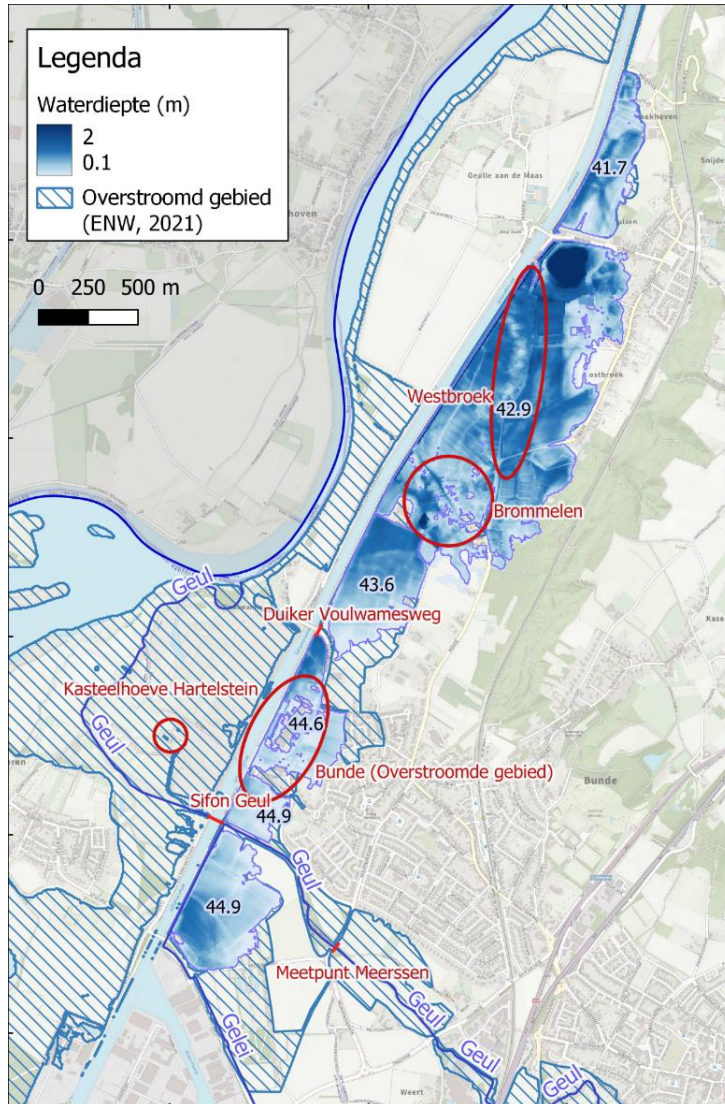 Legenda
Waterdiepte (m)
2
0.1
Overstroomd gebied
(ENW, 2021)
0 250 500 m
41.7
Geulle aan de Maas
Westbroek
42.9
Brommelen
43.6
Geul
Duiker Voulwamesweg
Kasteelhoeve Hartelstein
44.6
Geul
Bunde (Overstroomde gebied)
Bunde
Sifon Geul
44.9
Geul
44.9
Meetpunt Meerssen
Geul
Gelei
Geul
Geul
Weert